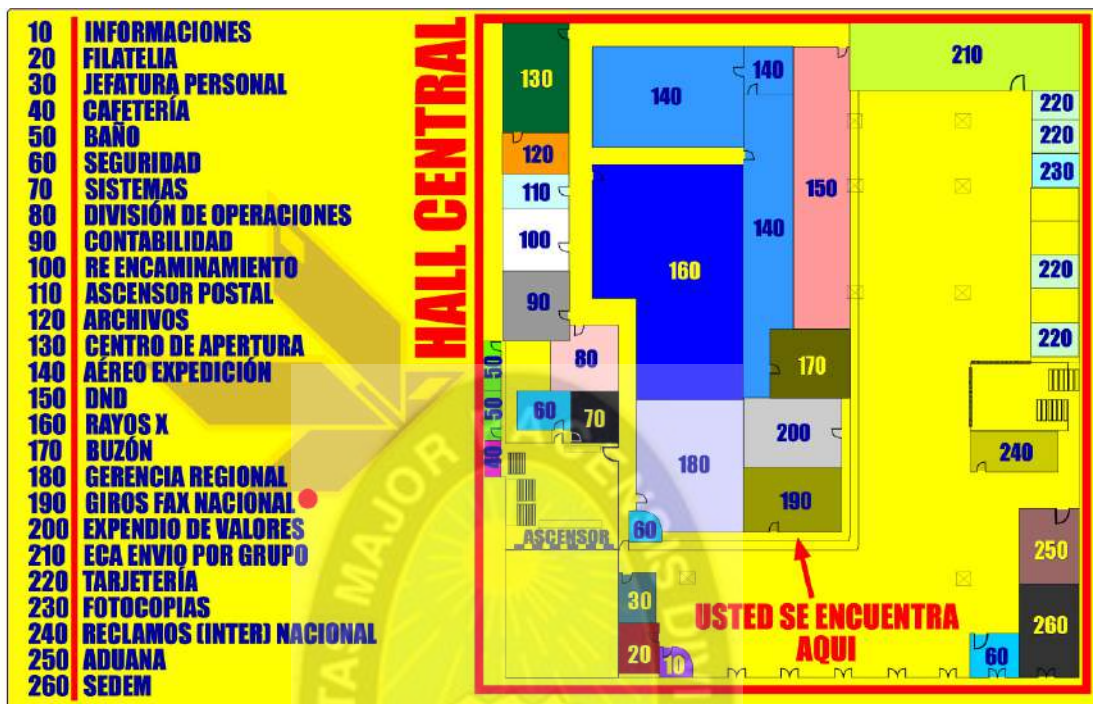 10 INFORMACIONES
20 FILATELIA
30 JEFATURA PERSONAL
40 CAFETERÍA
50 BAÑO
60 SEGURIDAD
70 SISTEMAS
80 DIVISIÓN DE OPERACIONES
90 CONTABILIDAD
100 RE ENCAMINAMIENTO
110 ASCENSOR POSTAL
120 ARCHIVOS
130 CENTRO DE APERTURA
140 AÉREO EXPEDICIÓN
150 DND
160 RAYOS X
170 BUZÓN
180 GERENCIA REGIONAL
190 GIROS FAX NACIONAL
200 EXPENDIO DE VALORES
210 ECA ENVIO POR GRUPO
220 TARJETERÍA
230 FOTOCOPIAS
240 RECLAMOS (INTER) NACIONAL
250 ADUANA
260 SEDEM
HALL CENTRAL
130
120
110
100
90
80
50
50
40
60
70
140
140
140
150
160
170
180
200
190
60
210
220
220
230
220
220
240
250
260
60
ASCENSOR
30
20
10
USTED SE ENCUENTRA
AQUI
TAS MAJOR PACENSIS DIVI